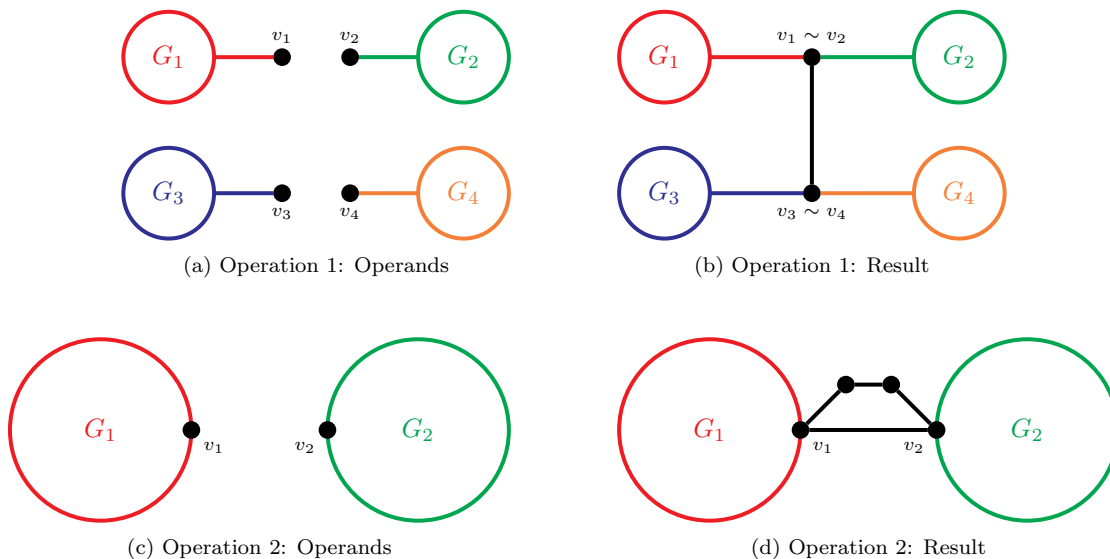 v₁ v₂ v₁ ∼ v₂
G₁ G₂ G₁ G₂
G₃ G₄ G₃ G₄
v₃ v₄ v₃ ∼ v₄
(a) Operation 1: Operands (b) Operation 1: Result
G₁ G₂ G₁ G₂
v₁ v₂ v₁ v₂
(c) Operation 2: Operands (d) Operation 2: Result